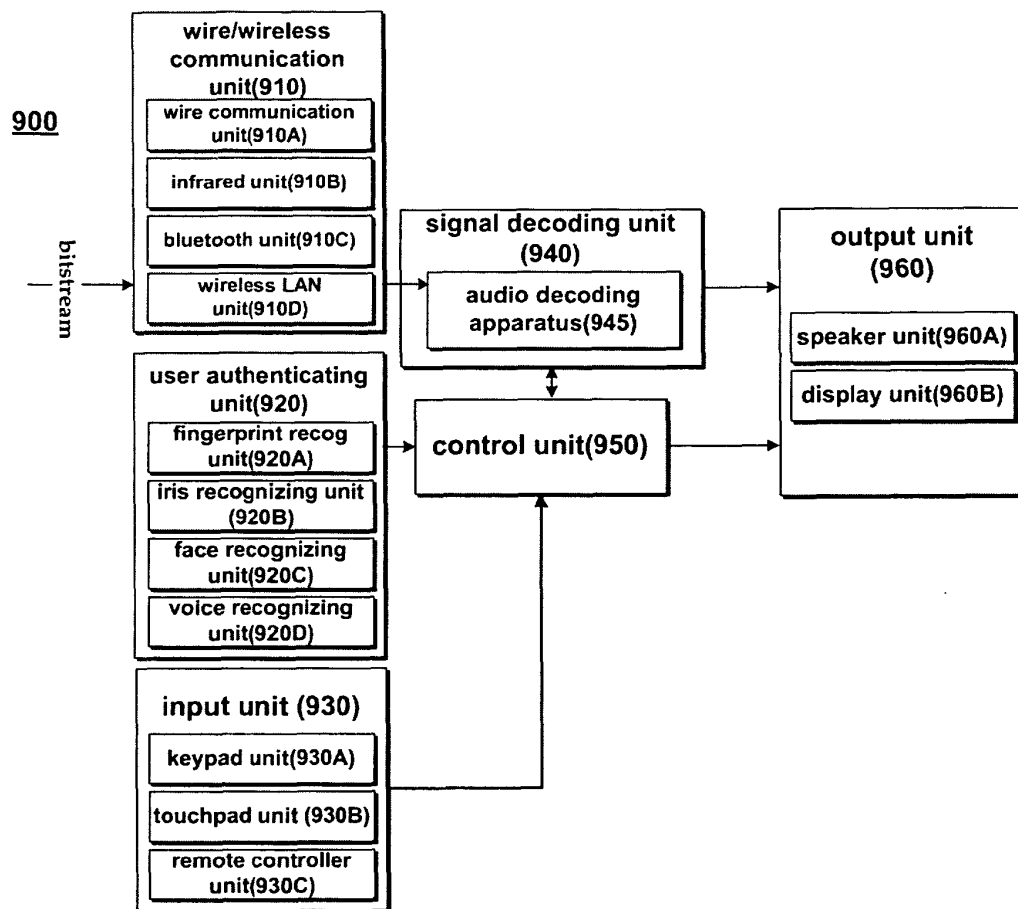 wire/wireless
communication
unit(910)
900
wire communication
unit(910A)
infrared unit(910B)
bluetooth unit(910C)
wireless LAN
unit(910D)
bitstream
signal decoding unit
(940)
audio decoding
apparatus(945)
output unit
(960)
speaker unit(960A)
display unit(960B)
user authenticating
unit(920)
fingerprint recog
unit(920A)
iris recognizing unit
(920B)
face recognizing
unit(920C)
voice recognizing
unit(920D)
control unit(950)
input unit (930)
keypad unit(930A)
touchpad unit (930B)
remote controller
unit(930C)